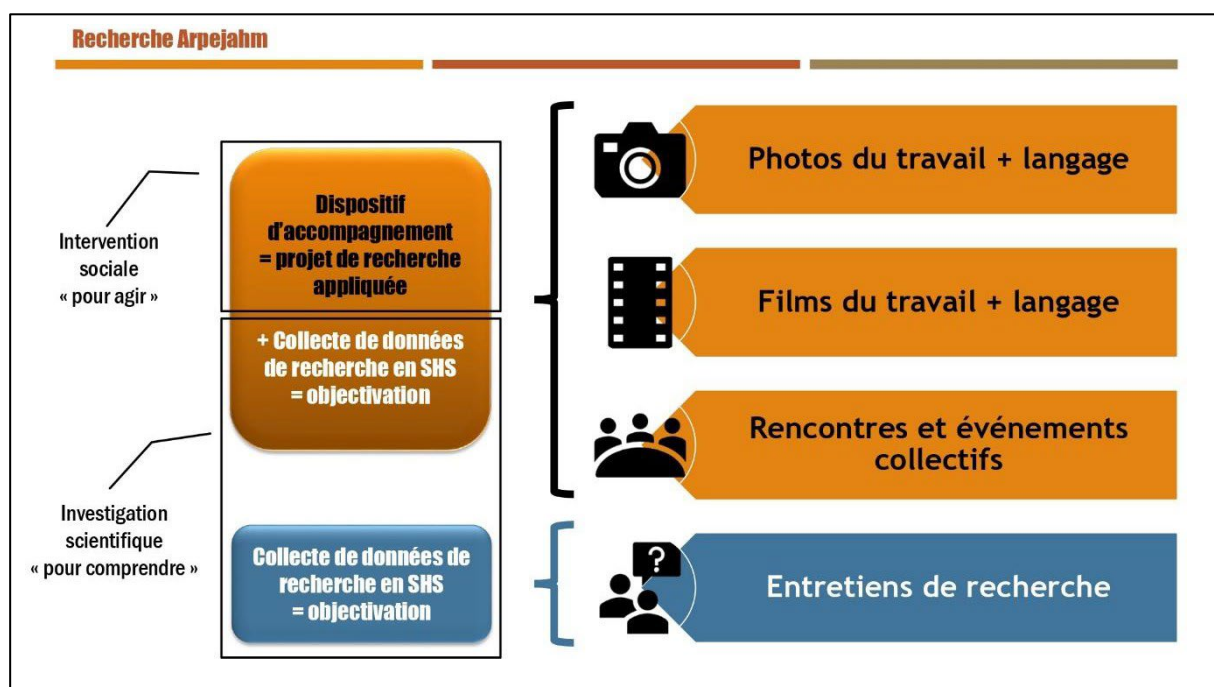 Recherche Arpejahm
Intervention
sociale
« pour agir »
Dispositif
d’accompagnement
= projet de recherche
appliquée
+ Collecte de données
de recherche en SHS
= objectivation
Investigation
scientifique
« pour comprendre »
Collecte de données de
recherche en SHS
= objectivation
Photos du travail + langage
Films du travail + langage
Rencontres et événements
collectifs
?
Entretiens de recherche